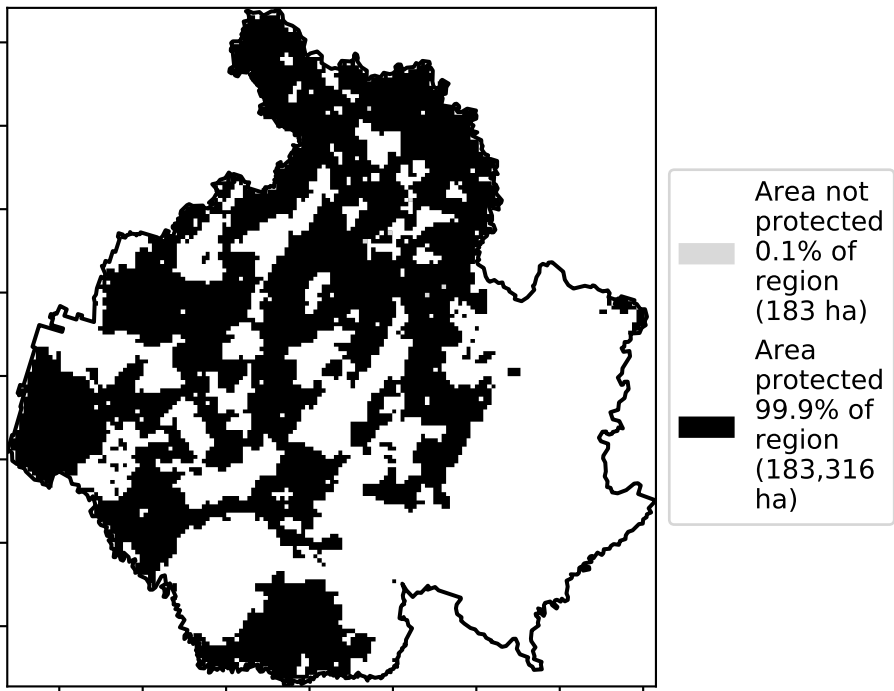 Area not
protected
0.1% of
region
(183 ha)
Area
protected
99.9% of
region
(183,316
ha)